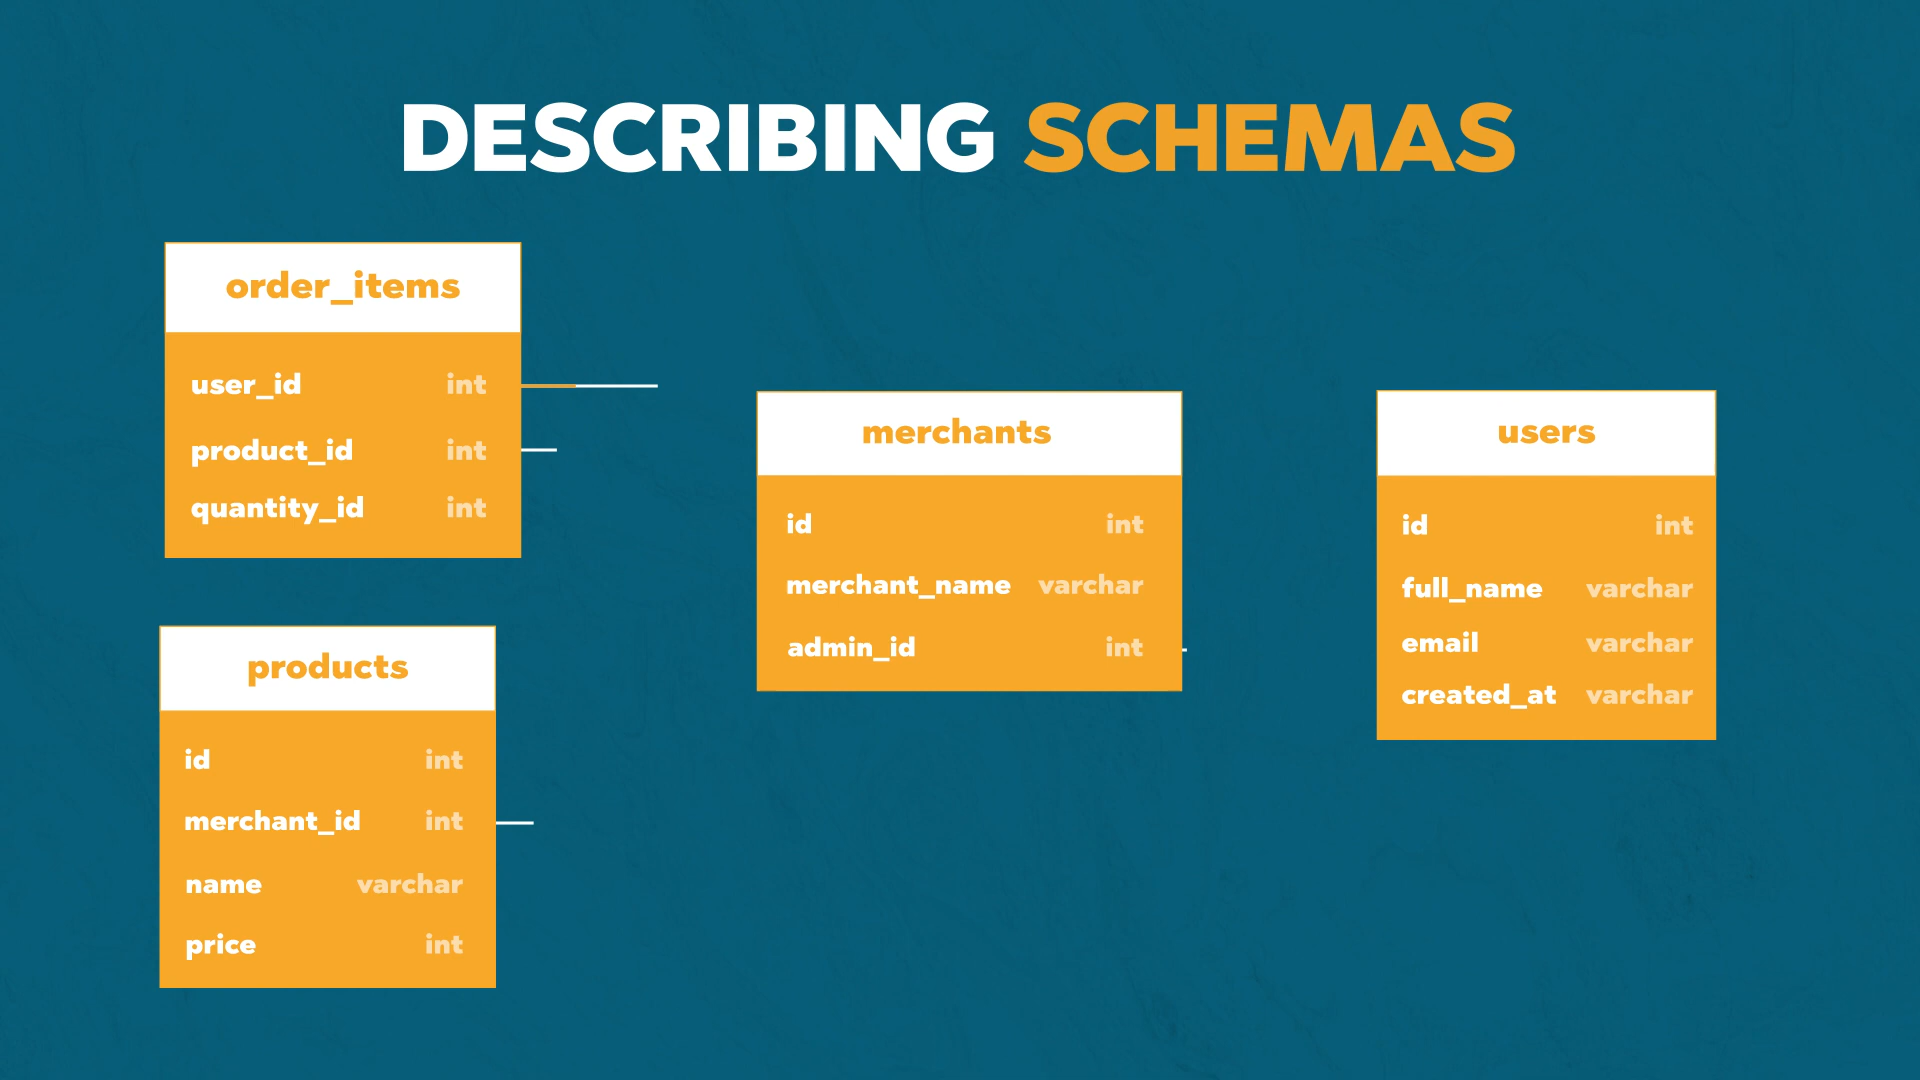 DESCRIBING SCHEMAS
order_items
user_id int
product_id int
quantity_id int
products
id int
merchant_id int
name varchar
price int
merchants
id int
merchant_name varchar
admin_id int
users
id int
full_name varchar
email varchar
created_at varchar